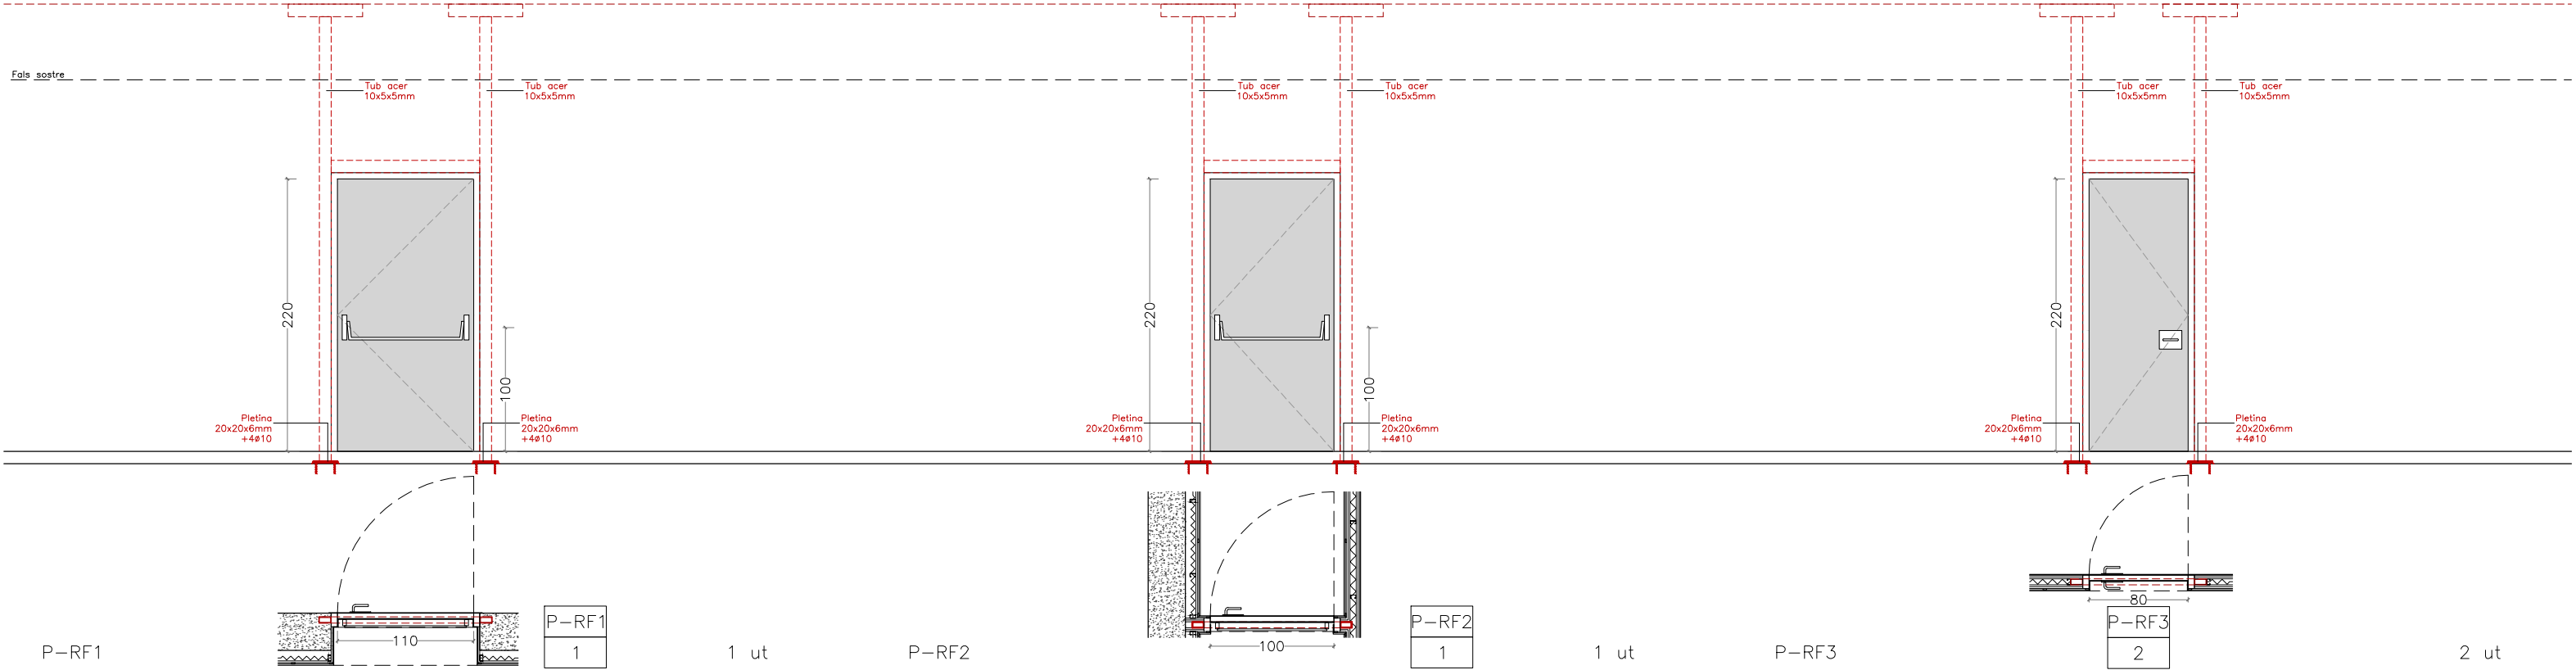 Fals sostre
Tub acer
10x5x5mm
Tub acer
10x5x5mm
220
100
Pletina
20x20x6mm
+4ø10
Pletina
20x20x6mm
+4ø10
110
P-RF1
P-RF1
1
1 ut
Tub acer
10x5x5mm
Tub acer
10x5x5mm
220
100
Pletina
20x20x6mm
+4ø10
Pletina
20x20x6mm
+4ø10
100
P-RF2
P-RF2
1
1 ut
Tub acer
10x5x5mm
Tub acer
10x5x5mm
220
Pletina
20x20x6mm
+4ø10
Pletina
20x20x6mm
+4ø10
80
P-RF3
P-RF3
2
2 ut